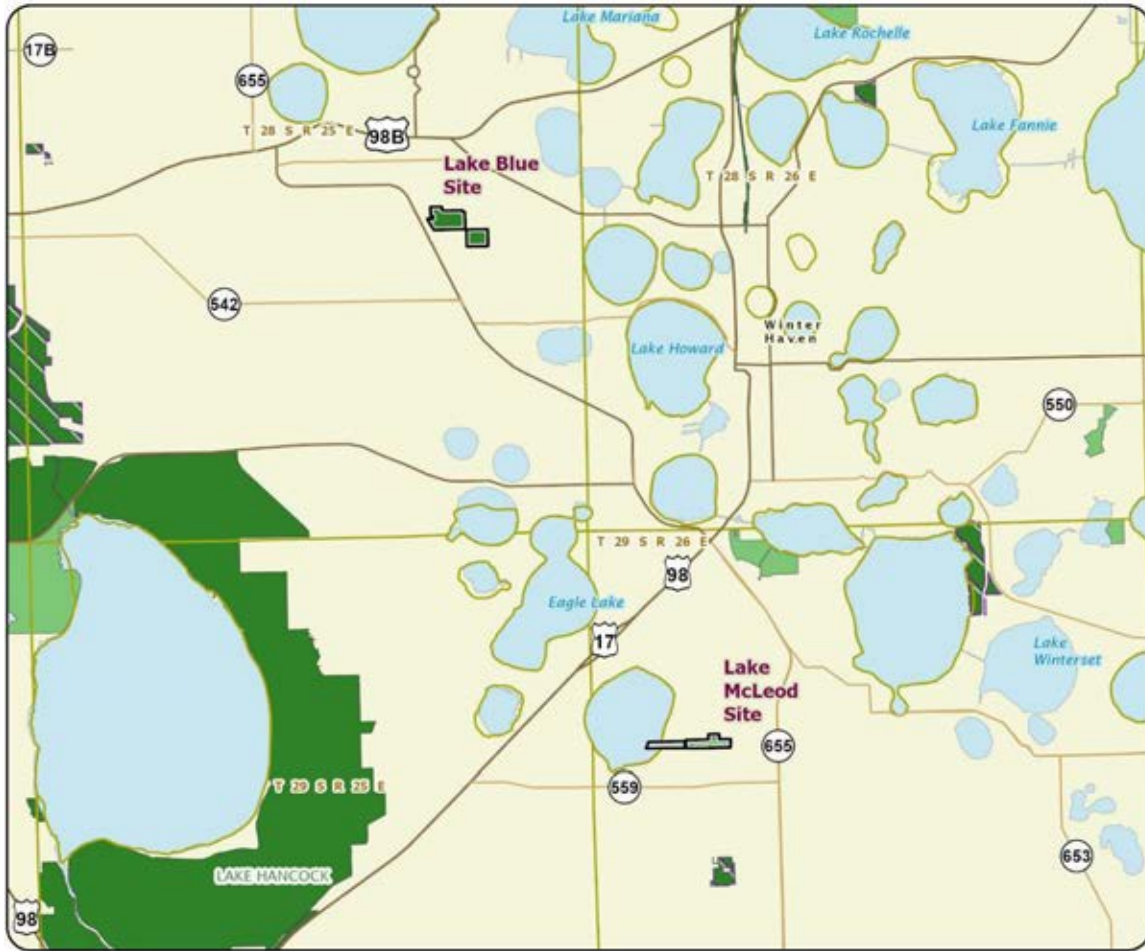 Lake Mariana
Lake Rochelle
17B
655
98B
T 28 S R 25 E
Lake Fannie
Lake Blue
Site
T 28 S R 26 E
542
Winter
Haven
Lake Howard
550
T 29 S R 26 E
98
Eagle Lake
17
Lake
Winterset
Lake
McLeod
Site
655
559
T 29 S R 25 E
653
LAKE HANCOCK
98